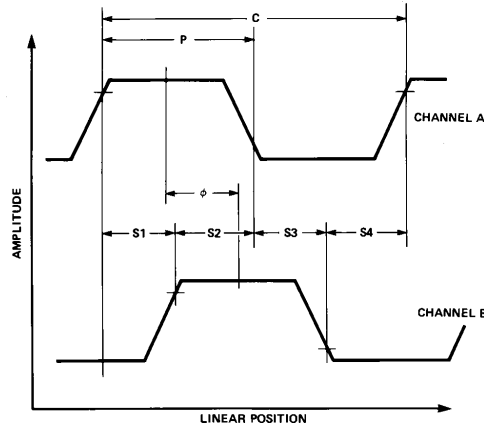 C
P
CHANNEL A
ϕ
S1 S2 S3 S4
AMPLITUDE
CHANNEL B
LINEAR POSITION